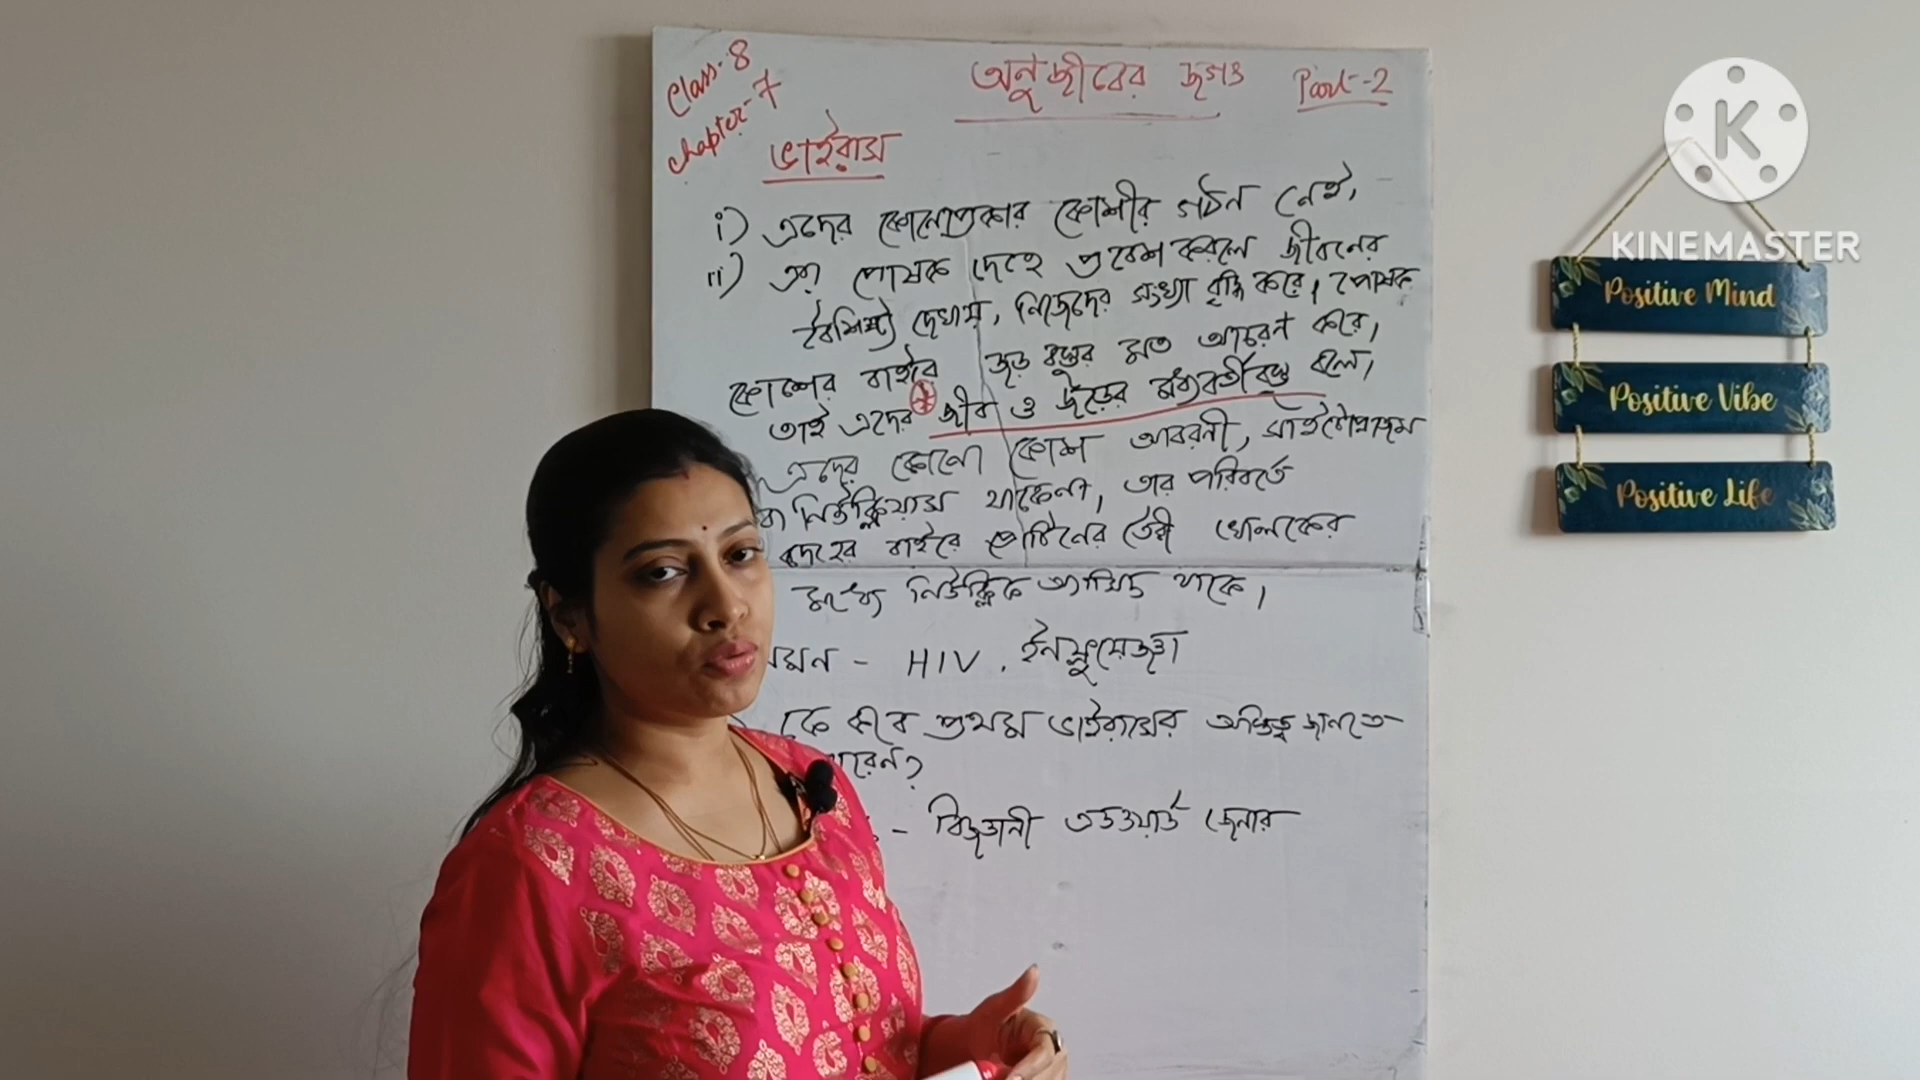 Class-8
chapter-7
অনুজীবের জগৎ Part-2
ভাইরাস
i) এদের কোনোপ্রকার কোশীর গঠন নেই,
ii) এরা পোষক দেহে প্রবেশ করলে জীবনের
বৈশিষ্ট্য দেখায়, নিজেদের সংখ্যা বৃদ্ধি করে। পোষক
কোশের বাইরে জড় বস্তুর মত আচরণ করে,
তাই এদের জীব ও জড়ের মধ্যবর্তী বস্তু বলে,
এদের কোনো কোশ আবরনী, সাইটোপ্লাজম
বা নিউক্লিয়াস থাকেনা, তার পরিবর্তে
দেহের বাইরে প্রোটিনের তৈরী খোলকের
মধ্যে নিউক্লিক অ্যাসিড থাকে,
যেমন - HIV, ইনফ্লুয়েঞ্জা
কে কবে প্রথম ভাইরাসের অস্তিত্ব জানতে
পারেন?
- বিজ্ঞানী এডওয়ার্ড জেনার
K
KINEMASTER
Positive Mind
Positive Vibe
Positive Life